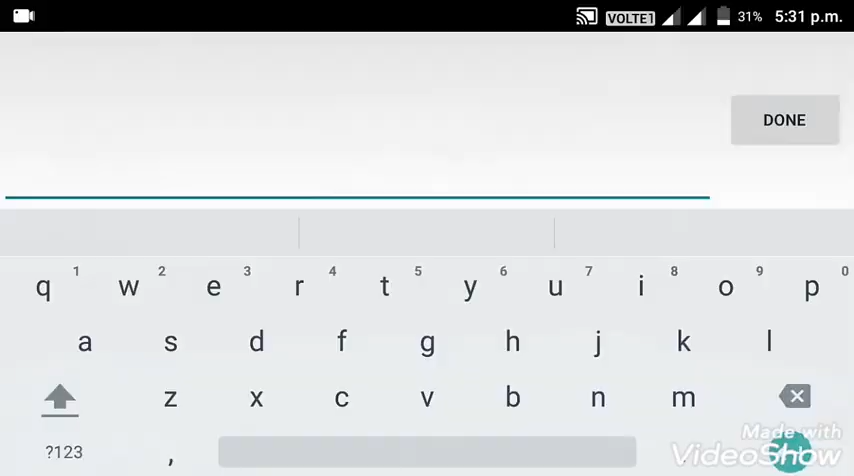 VOLTE1 31% 5:31 p.m.
DONE
1 2 3 4 5 6 7 8 9 0
q w e r t y u i o p
a s d f g h j k l
z x c v b n m
?123 ,
Made with
VideoShow